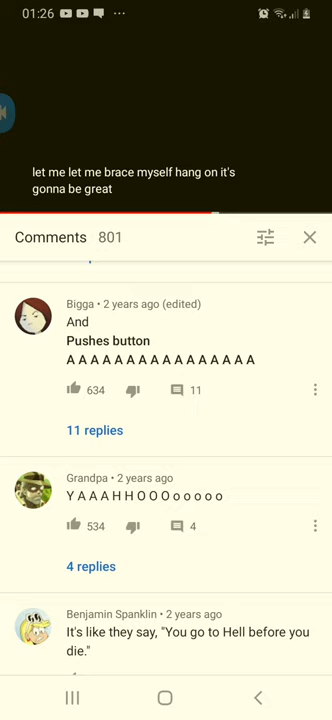 01:26
let me let me brace myself hang on it's
gonna be great
Comments 801
Bigga • 2 years ago (edited)
And
Pushes button
A A A A A A A A A A A A A A A A
634 11
11 replies
Grandpa • 2 years ago
Y A A A H H O O O o o o o o
534 4
4 replies
Benjamin Spanklin • 2 years ago
It's like they say, "You go to Hell before you
die."